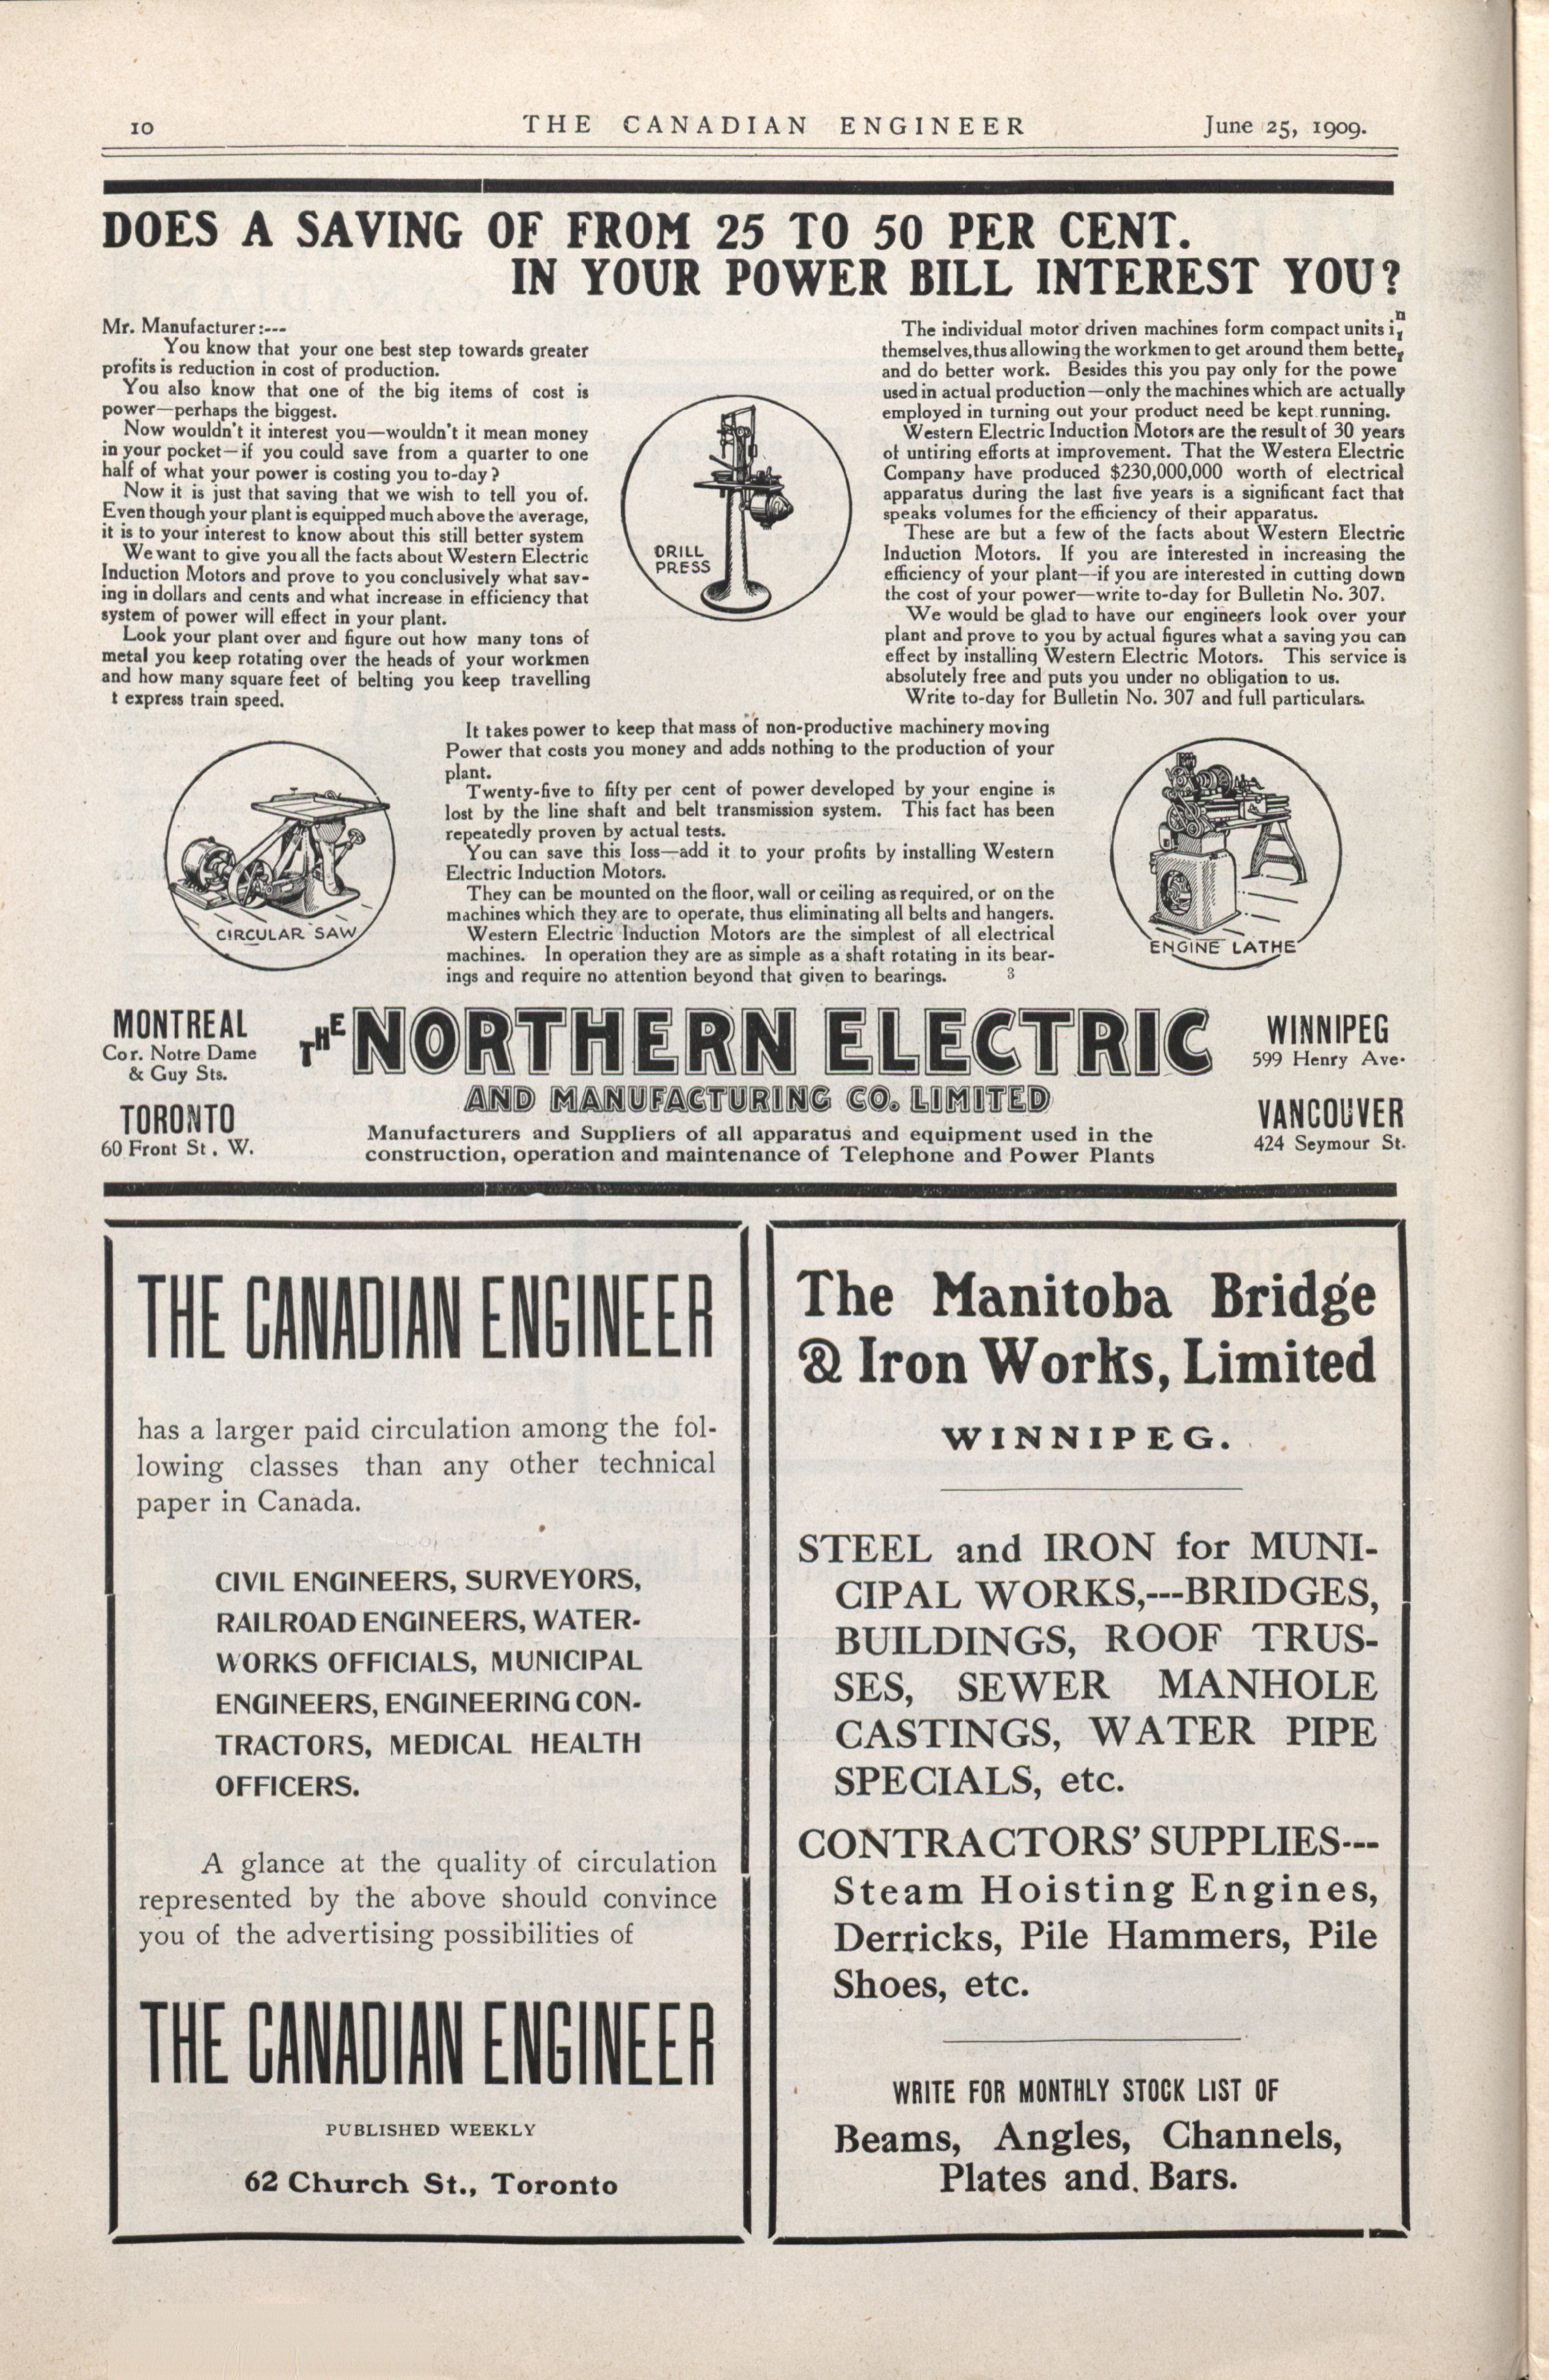 10
THE CANADIAN ENGINEER
June 25, 1909.
DOES A SAVING OF FROM 25 TO 50 PER CENT.
IN YOUR POWER BILL INTEREST YOU?
Mr. Manufacturer:---
You know that your one best step towards greater
profits is reduction in cost of production.
You also know that one of the big items of cost is
power—perhaps the biggest.
Now wouldn't it interest you—wouldn't it mean money
in your pocket—if you could save from a quarter to one
half of what your power is costing you to-day?
Now it is just that saving that we wish to tell you of.
Even though your plant is equipped much above the average,
it is to your interest to know about this still better system
We want to give you all the facts about Western Electric
Induction Motors and prove to you conclusively what sav-
ing in dollars and cents and what increase in efficiency that
system of power will effect in your plant.
Look your plant over and figure out how many tons of
metal you keep rotating over the heads of your workmen
and how many square feet of belting you keep travelling
t express train speed.
DRILL
PRESS
The individual motor driven machines form compact units in
themselves, thus allowing the workmen to get around them better,
and do better work. Besides this you pay only for the powe
used in actual production—only the machines which are actually
employed in turning out your product need be kept running.
Western Electric Induction Motors are the result of 30 years
of untiring efforts at improvement. That the Western Electric
Company have produced $230,000,000 worth of electrical
apparatus during the last five years is a significant fact that
speaks volumes for the efficiency of their apparatus.
These are but a few of the facts about Western Electric
Induction Motors. If you are interested in increasing the
efficiency of your plant—if you are interested in cutting down
the cost of your power—write to-day for Bulletin No. 307.
We would be glad to have our engineers look over your
plant and prove to you by actual figures what a saving you can
effect by installing Western Electric Motors. This service is
absolutely free and puts you under no obligation to us.
Write to-day for Bulletin No. 307 and full particulars.
CIRCULAR SAW
It takes power to keep that mass of non-productive machinery moving
Power that costs you money and adds nothing to the production of your
plant.
Twenty-five to fifty per cent of power developed by your engine is
lost by the line shaft and belt transmission system. This fact has been
repeatedly proven by actual tests.
You can save this loss—add it to your profits by installing Western
Electric Induction Motors.
They can be mounted on the floor, wall or ceiling as required, or on the
machines which they are to operate, thus eliminating all belts and hangers.
Western Electric Induction Motors are the simplest of all electrical
machines. In operation they are as simple as a shaft rotating in its bear-
ings and require no attention beyond that given to bearings. 3
ENGINE LATHE
MONTREAL
Cor. Notre Dame
& Guy Sts.
TORONTO
60 Front St. W.
THE NORTHERN ELECTRIC
AND MANUFACTURING CO. LIMITED
Manufacturers and Suppliers of all apparatus and equipment used in the
construction, operation and maintenance of Telephone and Power Plants
WINNIPEG
599 Henry Ave.
VANCOUVER
424 Seymour St.
THE CANADIAN ENGINEER
has a larger paid circulation among the fol-
lowing classes than any other technical
paper in Canada.
CIVIL ENGINEERS, SURVEYORS,
RAILROAD ENGINEERS, WATER-
WORKS OFFICIALS, MUNICIPAL
ENGINEERS, ENGINEERING CON-
TRACTORS, MEDICAL HEALTH
OFFICERS.
A glance at the quality of circulation
represented by the above should convince
you of the advertising possibilities of
THE CANADIAN ENGINEER
PUBLISHED WEEKLY
62 Church St., Toronto
The Manitoba Bridge
& Iron Works, Limited
WINNIPEG.
STEEL and IRON for MUNI-
CIPAL WORKS,---BRIDGES,
BUILDINGS, ROOF TRUS-
SES, SEWER MANHOLE
CASTINGS, WATER PIPE
SPECIALS, etc.
CONTRACTORS' SUPPLIES---
Steam Hoisting Engines,
Derricks, Pile Hammers, Pile
Shoes, etc.
WRITE FOR MONTHLY STOCK LIST OF
Beams, Angles, Channels,
Plates and. Bars.